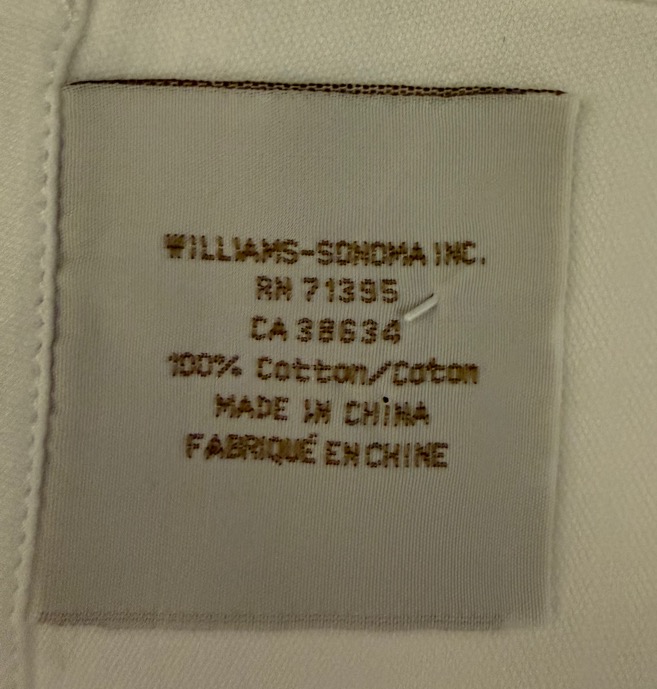 WILLIAMS-SONOMA INC.
RN 71395
CA 38634
100% Cotton/Coton
MADE IN CHINA
FABRIQUÉ EN CHINE